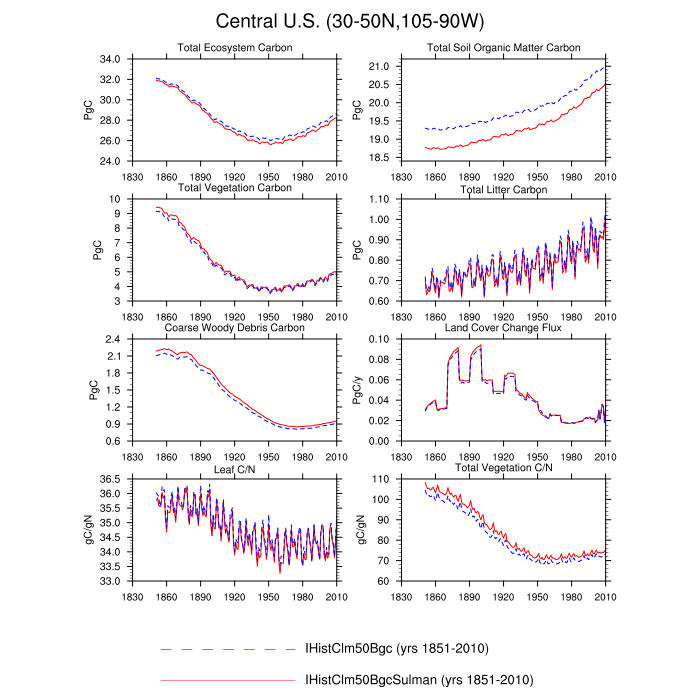 Central U.S. (30-50N,105-90W)
Total Ecosystem Carbon
PgC
34.0
32.0
30.0
28.0
26.0
24.0
1830 1860 1890 1920 1950 1980 2010
Total Soil Organic Matter Carbon
PgC
21.0
20.5
20.0
19.5
19.0
18.5
1830 1860 1890 1920 1950 1980 2010
Total Vegetation Carbon
PgC
10
9
8
7
6
5
4
3
1830 1860 1890 1920 1950 1980 2010
Total Litter Carbon
PgC
1.10
1.00
0.90
0.80
0.70
0.60
1830 1860 1890 1920 1950 1980 2010
Coarse Woody Debris Carbon
PgC
2.4
2.1
1.8
1.5
1.2
0.9
0.6
1830 1860 1890 1920 1950 1980 2010
Land Cover Change Flux
PgC/y
0.10
0.08
0.06
0.04
0.02
0.00
1830 1860 1890 1920 1950 1980 2010
Leaf C/N
gC/gN
36.5
36.0
35.5
35.0
34.5
34.0
33.5
33.0
1830 1860 1890 1920 1950 1980 2010
Total Vegetation C/N
gC/gN
110
100
90
80
70
60
1830 1860 1890 1920 1950 1980 2010
IHistClm50Bgc (yrs 1851-2010)
IHistClm50BgcSulman (yrs 1851-2010)